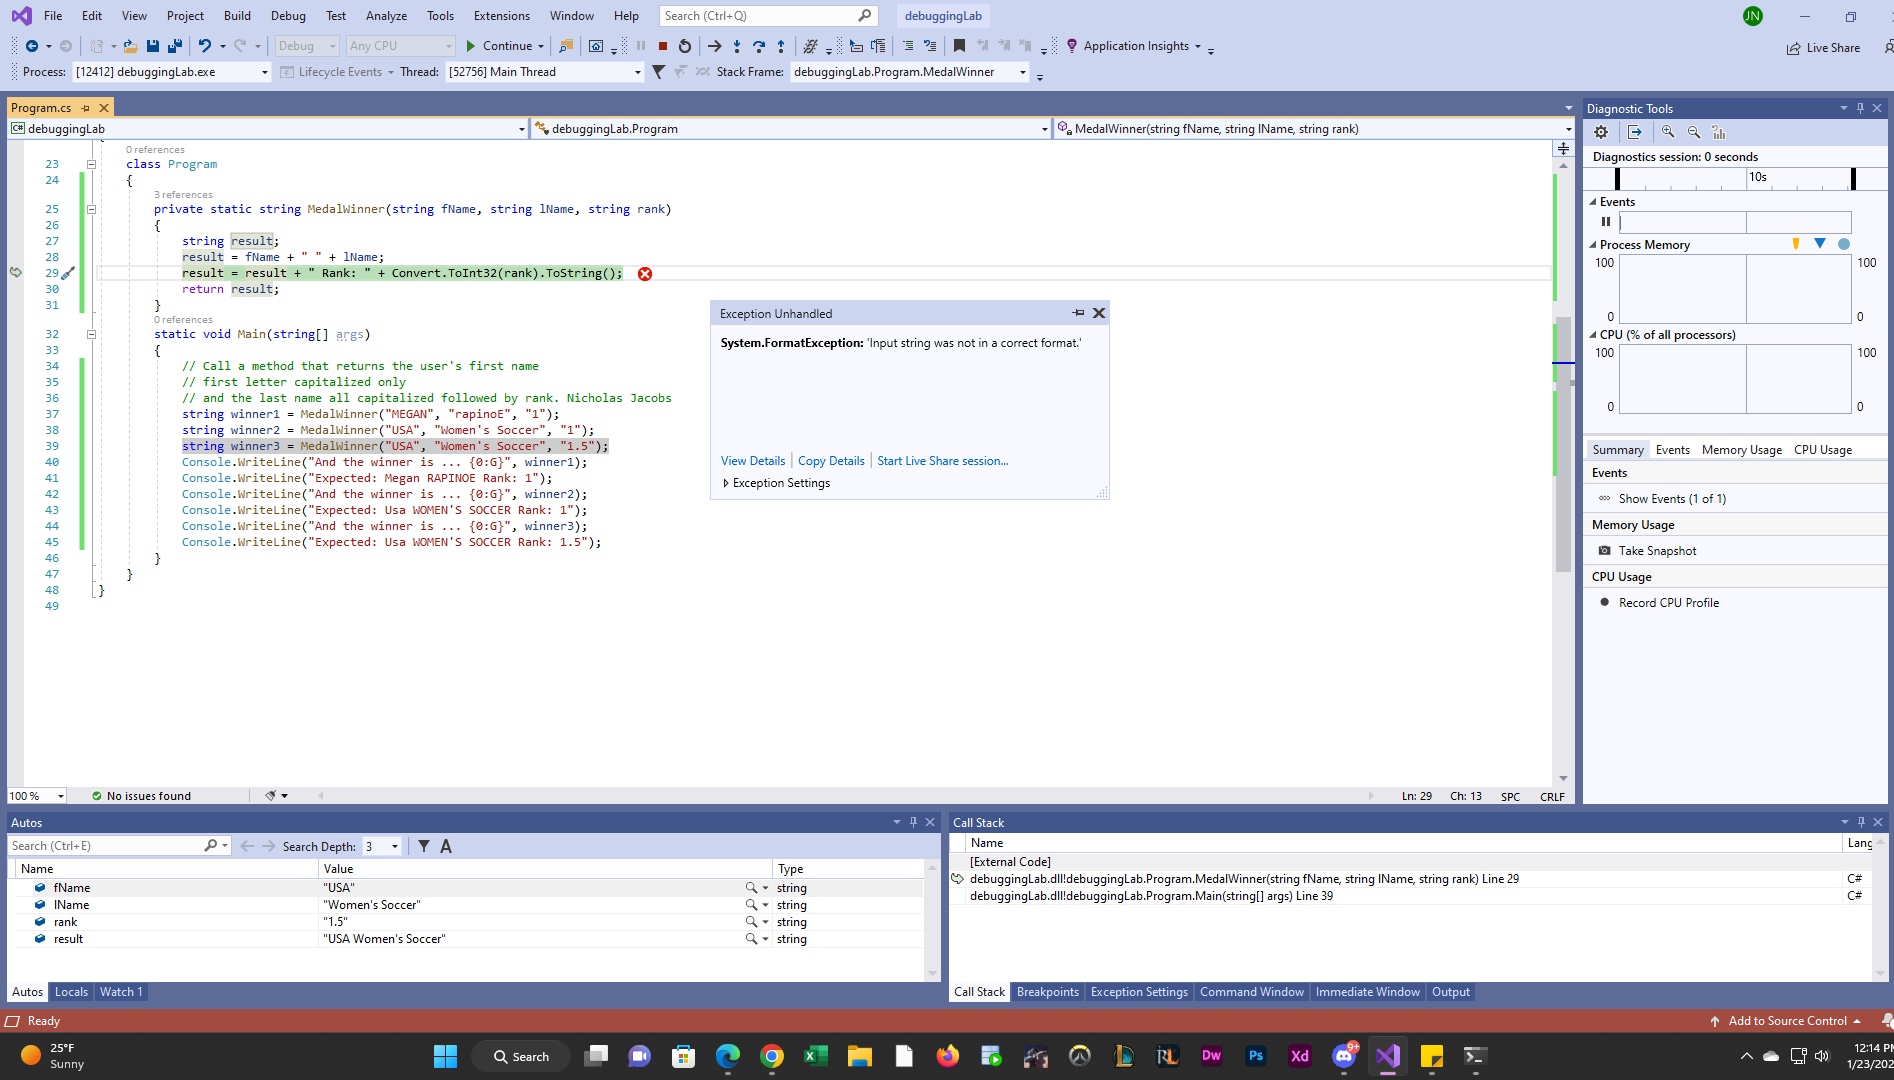 File Edit View Project Build Debug Test Analyze Tools Extensions Window Help Search (Ctrl+Q) debuggingLab JN
Debug Any CPU Continue Application Insights Live Share
Process: [12412] debuggingLab.exe Lifecycle Events Thread: [52756] Main Thread Stack Frame: debuggingLab.Program.MedalWinner
Program.cs
C# debuggingLab debuggingLab.Program MedalWinner(string fName, string lName, string rank)
0 references
23 class Program
24 {
3 references
25 private static string MedalWinner(string fName, string lName, string rank)
26 {
27 string result;
28 result = fName + " " + lName;
29 result = result + " Rank: " + Convert.ToInt32(rank).ToString();
30 return result;
31 }
0 references
32 static void Main(string[] args)
33 {
34 // Call a method that returns the user's first name
35 // first letter capitalized only
36 // and the last name all capitalized followed by rank. Nicholas Jacobs
37 string winner1 = MedalWinner("MEGAN", "rapinoE", "1");
38 string winner2 = MedalWinner("USA", "Women's Soccer", "1");
39 string winner3 = MedalWinner("USA", "Women's Soccer", "1.5");
40 Console.WriteLine("And the winner is ... {0:G}", winner1);
41 Console.WriteLine("Expected: Megan RAPINOE Rank: 1");
42 Console.WriteLine("And the winner is ... {0:G}", winner2);
43 Console.WriteLine("Expected: Usa WOMEN'S SOCCER Rank: 1");
44 Console.WriteLine("And the winner is ... {0:G}", winner3);
45 Console.WriteLine("Expected: Usa WOMEN'S SOCCER Rank: 1.5");
46 }
47 }
48 }
49
Exception Unhandled
System.FormatException: 'Input string was not in a correct format.'
View Details Copy Details Start Live Share session...
Exception Settings
100 % No issues found Ln: 29 Ch: 13 SPC CRLF
Diagnostic Tools
Diagnostics session: 0 seconds
10s
Events
Process Memory
100 100
0 0
CPU (% of all processors)
100 100
0 0
Summary Events Memory Usage CPU Usage
Events
Show Events (1 of 1)
Memory Usage
Take Snapshot
CPU Usage
Record CPU Profile
Autos
Search (Ctrl+E) Search Depth: 3 A
Name Value Type
fName "USA" string
lName "Women's Soccer" string
rank "1.5" string
result "USA Women's Soccer" string
Autos Locals Watch 1
Call Stack
Name Lang
[External Code]
debuggingLab.dll!debuggingLab.Program.MedalWinner(string fName, string lName, string rank) Line 29 C#
debuggingLab.dll!debuggingLab.Program.Main(string[] args) Line 39 C#
Call Stack Breakpoints Exception Settings Command Window Immediate Window Output
Ready Add to Source Control
25°F
Sunny
Search Dw Ps Xd 9+
12:14 PM
1/23/202